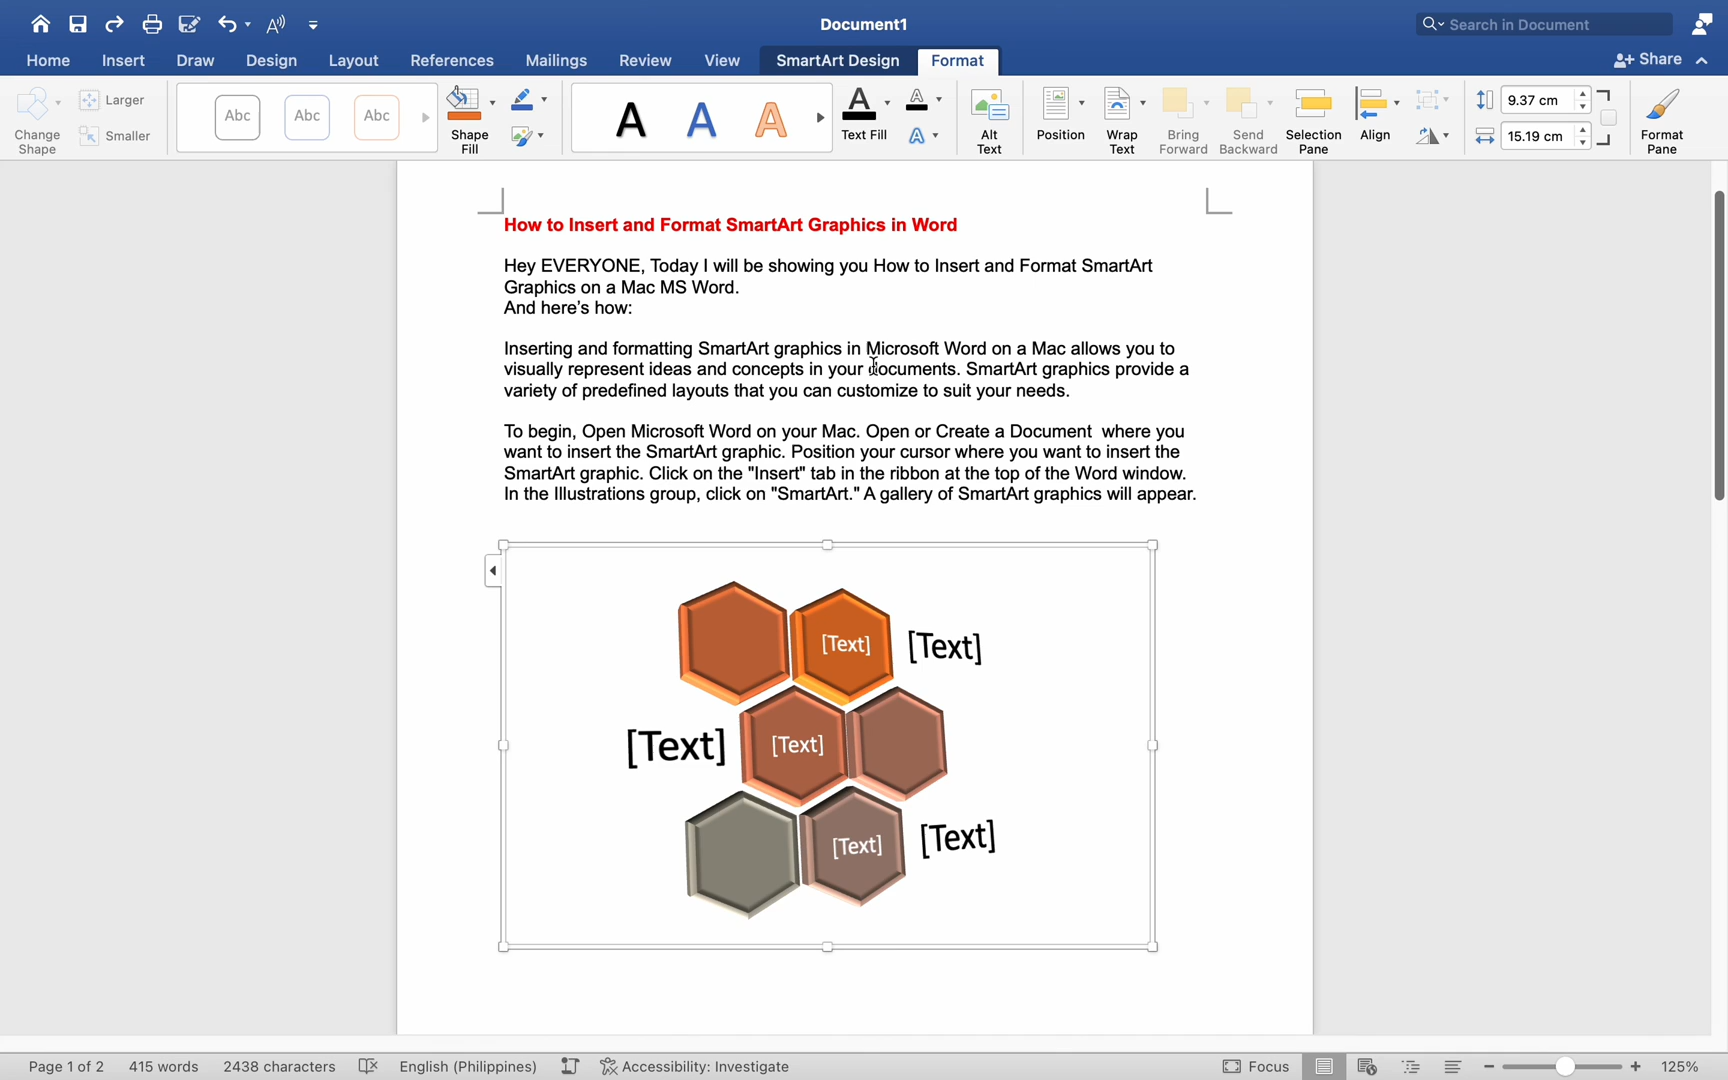 Document1
Search in Document
Home Insert Draw Design Layout References Mailings Review View SmartArt Design Format
Share
Change Shape
Larger
Smaller
Abc Abc Abc
Shape Fill
A A A
Text Fill
Alt Text
Position
Wrap Text
Bring Forward
Send Backward
Selection Pane
Align
9.37 cm
15.19 cm
Format Pane
How to Insert and Format SmartArt Graphics in Word
Hey EVERYONE, Today I will be showing you How to Insert and Format SmartArt
Graphics on a Mac MS Word.
And here’s how:
Inserting and formatting SmartArt graphics in Microsoft Word on a Mac allows you to
visually represent ideas and concepts in your documents. SmartArt graphics provide a
variety of predefined layouts that you can customize to suit your needs.
To begin, Open Microsoft Word on your Mac. Open or Create a Document  where you
want to insert the SmartArt graphic. Position your cursor where you want to insert the
SmartArt graphic. Click on the "Insert" tab in the ribbon at the top of the Word window.
In the Illustrations group, click on "SmartArt." A gallery of SmartArt graphics will appear.
[Text] [Text]
[Text] [Text]
[Text] [Text]
Page 1 of 2 415 words 2438 characters English (Philippines) Accessibility: Investigate Focus 125%